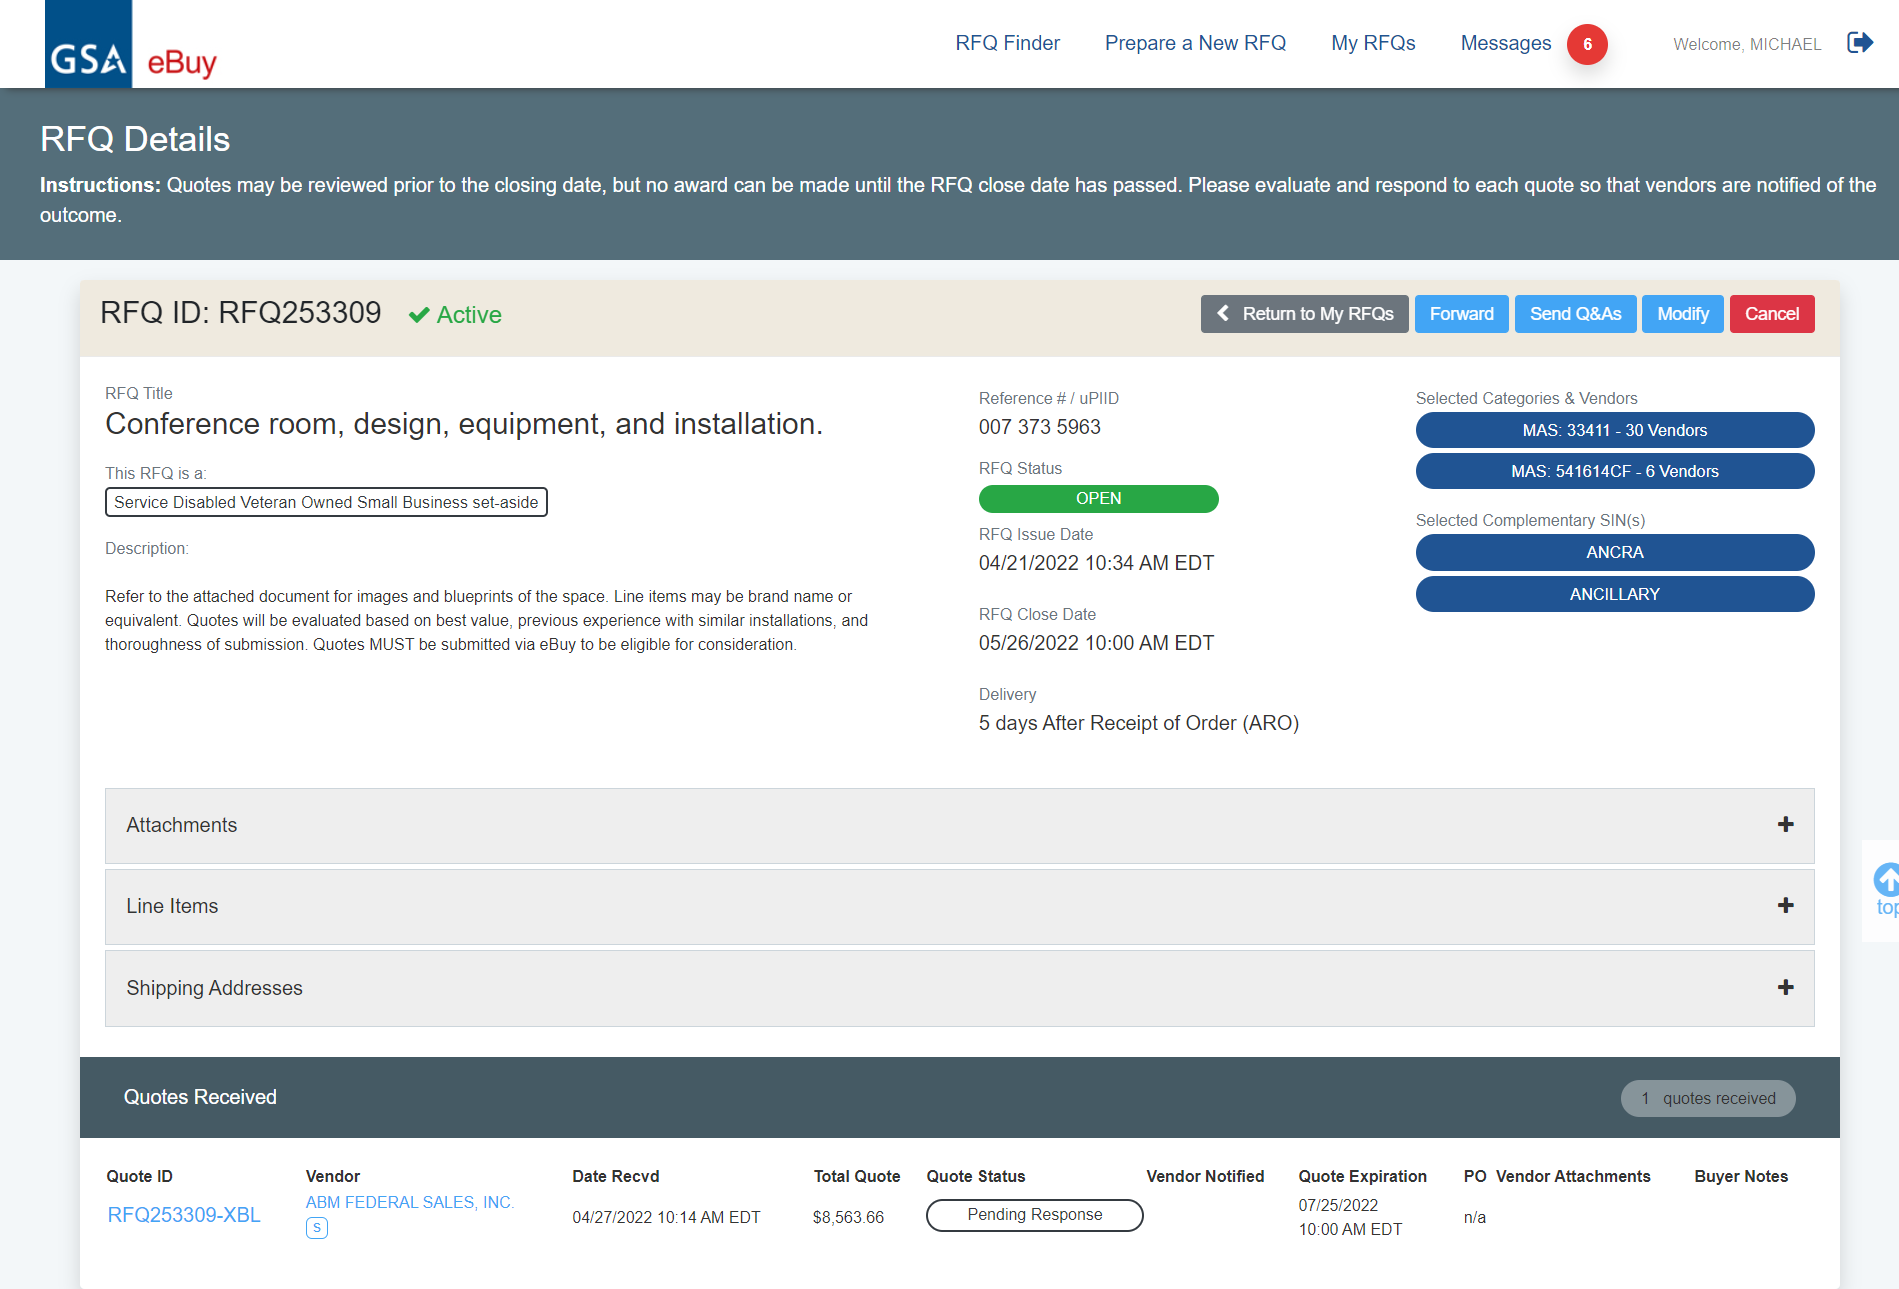 GSA eBuy
RFQ Finder
Prepare a New RFQ
My RFQs
Messages
6
Welcome, MICHAEL
RFQ Details
Instructions: Quotes may be reviewed prior to the closing date, but no award can be made until the RFQ close date has passed. Please evaluate and respond to each quote so that vendors are notified of the
outcome.
RFQ ID: RFQ253309
Active
Return to My RFQs
Forward
Send Q&As
Modify
Cancel
RFQ Title
Conference room, design, equipment, and installation.
This RFQ is a:
Service Disabled Veteran Owned Small Business set-aside
Description:
Refer to the attached document for images and blueprints of the space. Line items may be brand name or
equivalent. Quotes will be evaluated based on best value, previous experience with similar installations, and
thoroughness of submission. Quotes MUST be submitted via eBuy to be eligible for consideration.
Reference # / uPIID
007 373 5963
RFQ Status
OPEN
RFQ Issue Date
04/21/2022 10:34 AM EDT
RFQ Close Date
05/26/2022 10:00 AM EDT
Delivery
5 days After Receipt of Order (ARO)
Selected Categories & Vendors
MAS: 33411 - 30 Vendors
MAS: 541614CF - 6 Vendors
Selected Complementary SIN(s)
ANCRA
ANCILLARY
Attachments
Line Items
Shipping Addresses
top
Quotes Received
1 quotes received
Quote ID Vendor Date Recvd Total Quote Quote Status Vendor Notified Quote Expiration PO Vendor Attachments Buyer Notes
RFQ253309-XBL
ABM FEDERAL SALES, INC.
S
04/27/2022 10:14 AM EDT
$8,563.66
Pending Response
07/25/2022
10:00 AM EDT
n/a